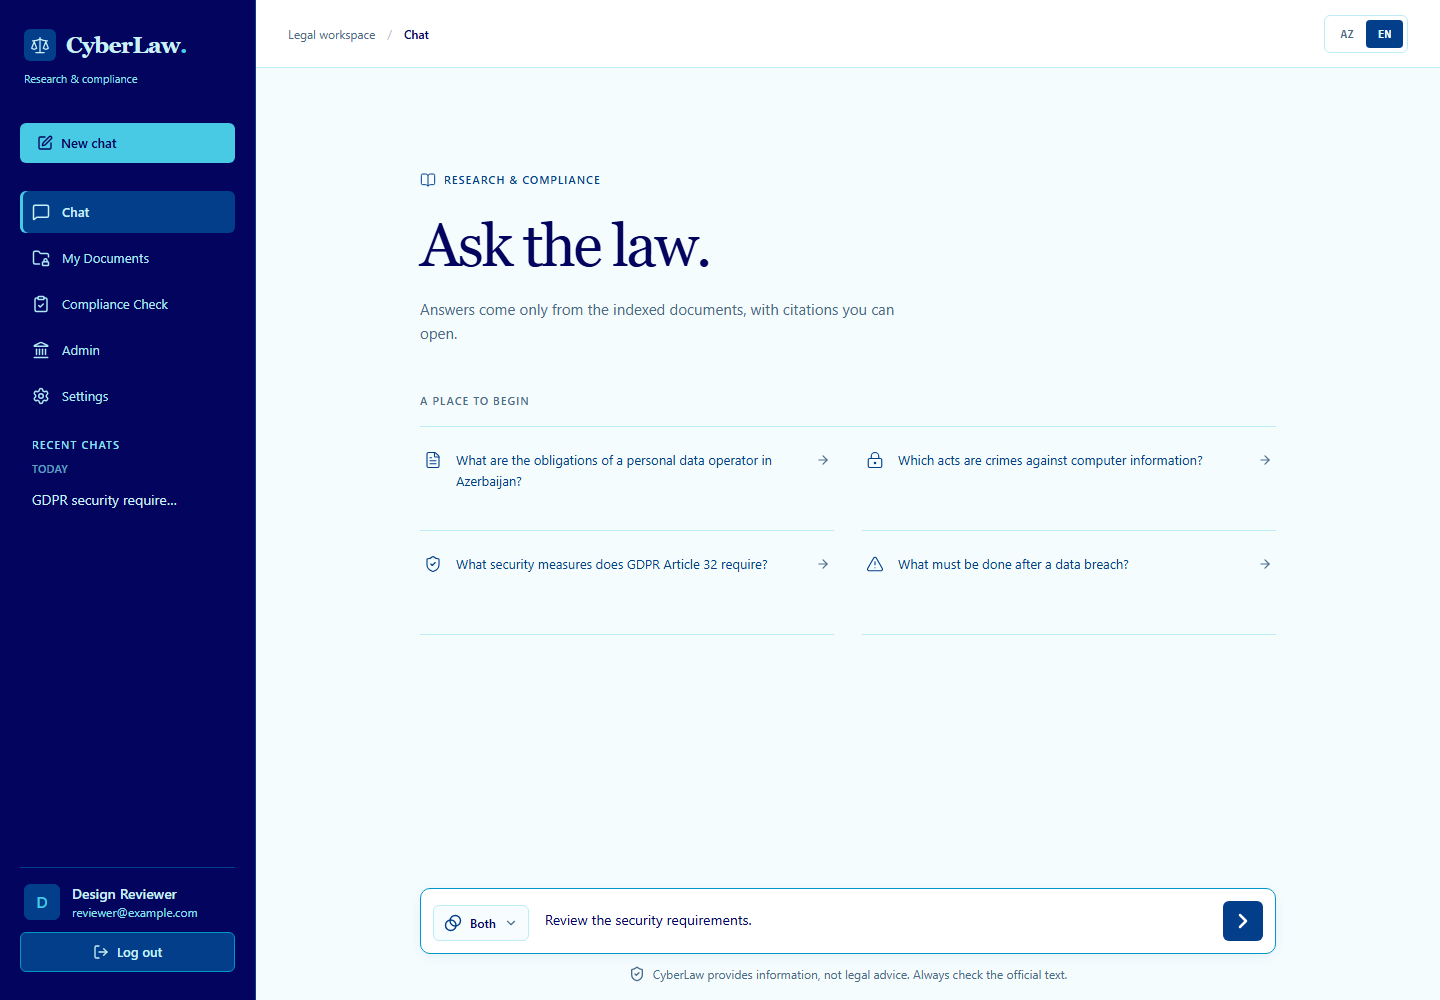 CyberLaw.
Research & compliance
New chat
Chat
My Documents
Compliance Check
Admin
Settings
RECENT CHATS
TODAY
GDPR security require...
D
Design Reviewer
reviewer@example.com
Log out
Legal workspace / Chat
AZ EN
RESEARCH & COMPLIANCE
Ask the law.
Answers come only from the indexed documents, with citations you can
open.
A PLACE TO BEGIN
What are the obligations of a personal data operator in
Azerbaijan?
Which acts are crimes against computer information?
What security measures does GDPR Article 32 require?
What must be done after a data breach?
Both
Review the security requirements.
CyberLaw provides information, not legal advice. Always check the official text.